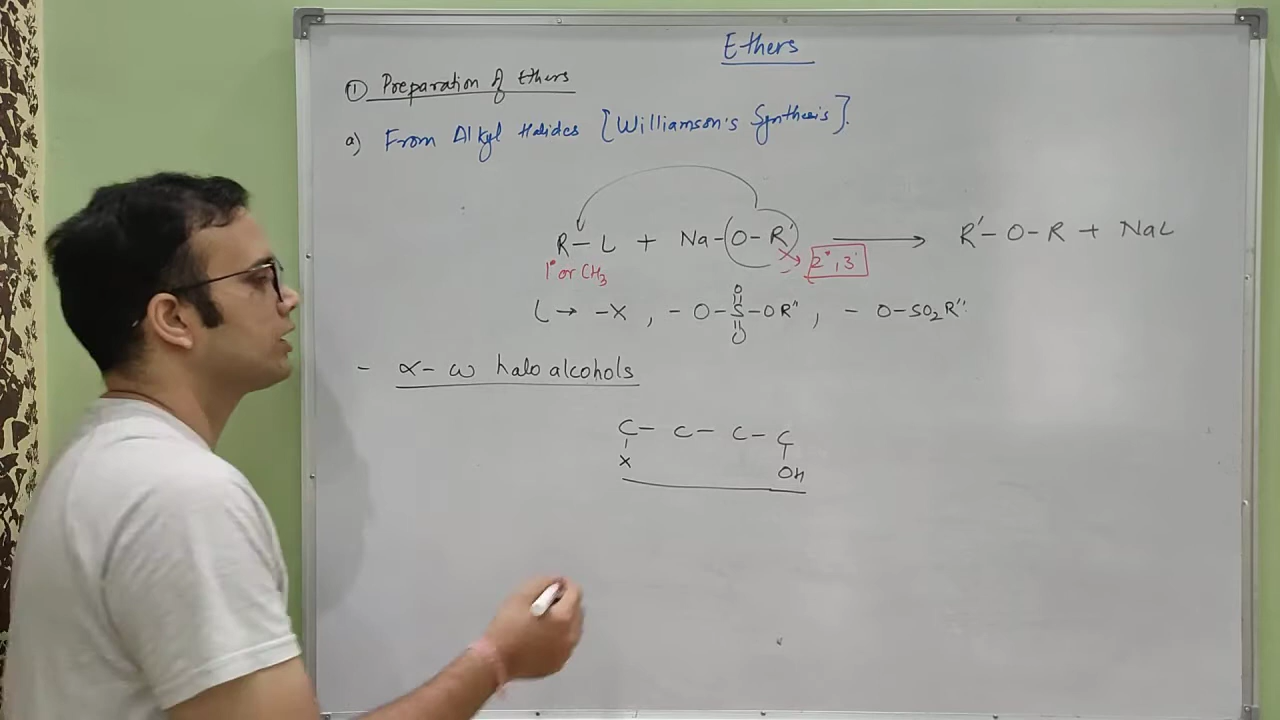 Ethers
① Preparation of Ethers
a) From Alkyl Halides [Williamson's Synthesis].
R – L + Na – O – R' → R' – O – R + NaL
1° or CH3 2°, 3°
L → –X, – O – S – OR'', – O – SO2R''
O
O
- α – ω halo alcohols
C – C – C – C
X OH